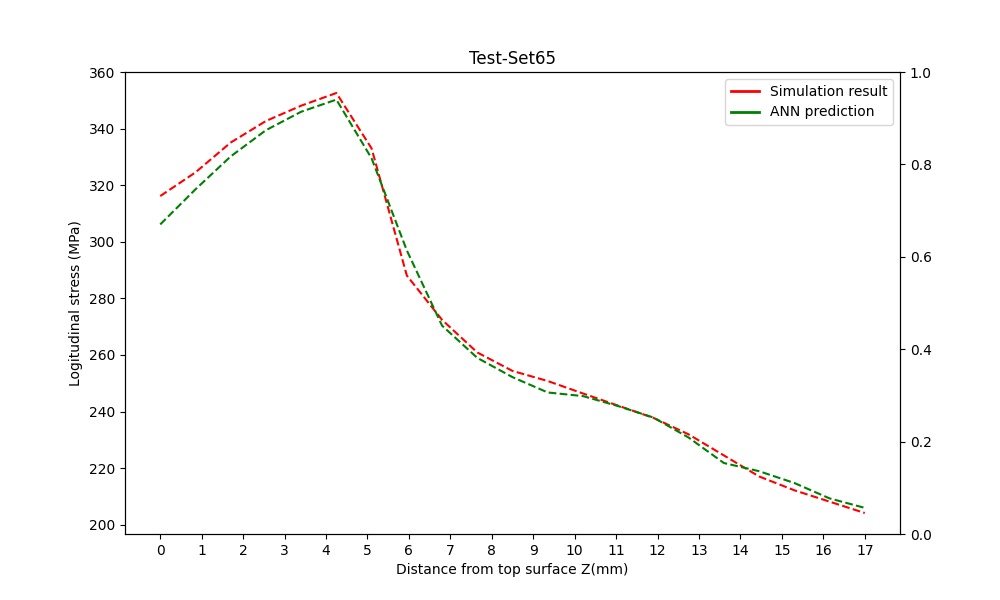 Test-Set65
360
340
320
300
280
260
240
220
200
Logitudinal stress (MPa)
1.0
0.8
0.6
0.4
0.2
0.0
Simulation result
ANN prediction
0 1 2 3 4 5 6 7 8 9 10 11 12 13 14 15 16 17
Distance from top surface Z(mm)